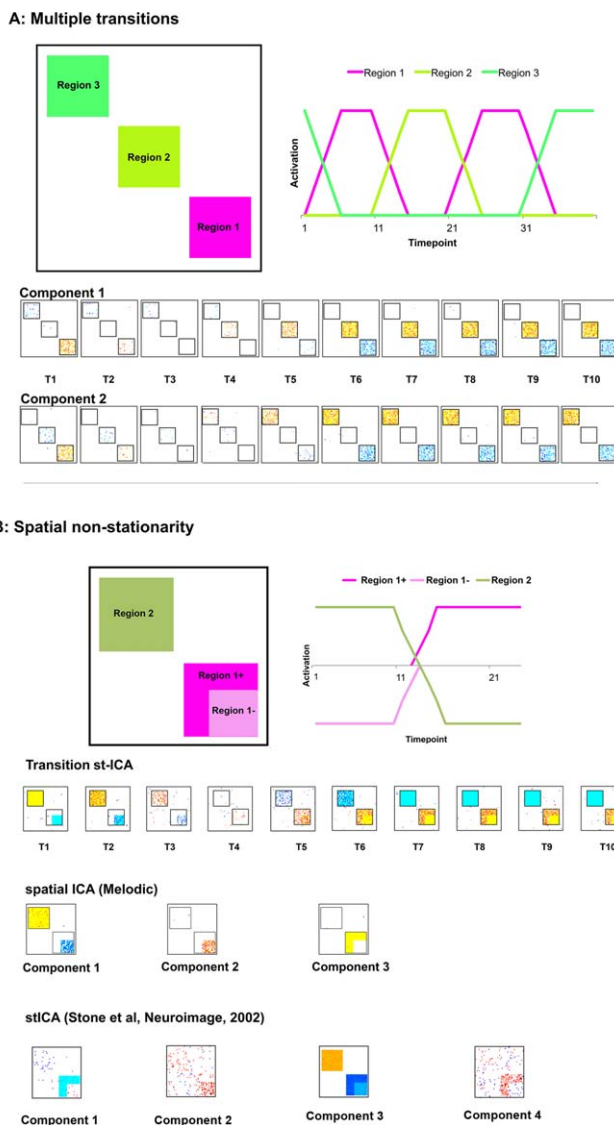 A: Multiple transitions
Region 3
Region 2
Region 1
Region 1 Region 2 Region 3
Activation
1 11 21 31
Timepoint
Component 1
T1 T2 T3 T4 T5 T6 T7 T8 T9 T10
Component 2
: Spatial non-stationarity
Region 2
Region 1+
Region 1-
Region 1+ Region 1- Region 2
Activation
1 11 21
Timepoint
Transition st-ICA
T1 T2 T3 T4 T5 T6 T7 T8 T9 T10
spatial ICA (Melodic)
Component 1 Component 2 Component 3
stICA (Stone et al, Neuroimage, 2002)
Component 1 Component 2 Component 3 Component 4